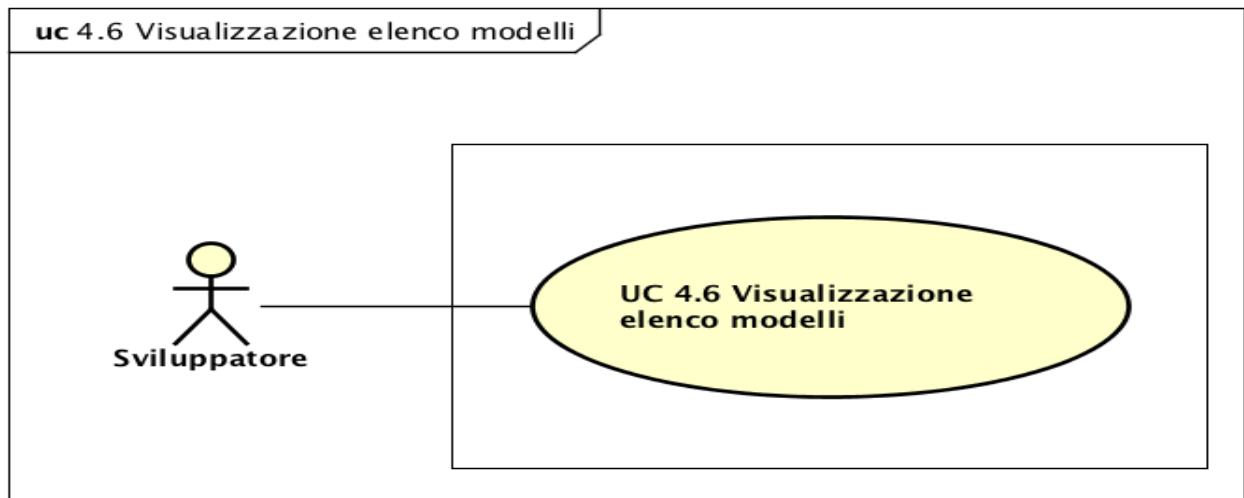 uc 4.6 Visualizzazione elenco modelli
UC 4.6 Visualizzazione
elenco modelli
Sviluppatore